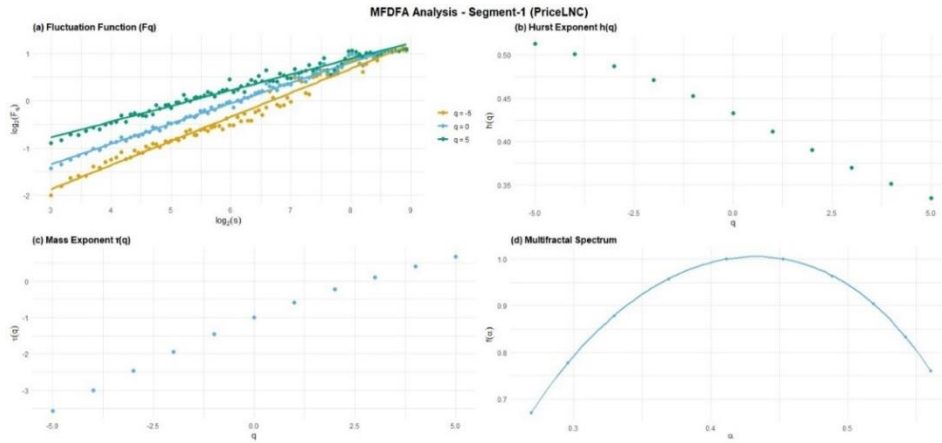 MFDFA Analysis - Segment-1 (PriceLNC)
(a) Fluctuation Function (Fq)
1
0
-1
-2
log₂(Fq)
3
4
5
6
7
8
9
log₂(s)
q = -5
q = 0
q = 5
(b) Hurst Exponent h(q)
0.50
0.45
0.40
0.35
h(q)
-5.0
-2.5
0.0
2.5
5.0
q
(c) Mass Exponent τ(q)
0
-1
-2
-3
τ(q)
-5.0
-2.5
0.0
2.5
5.0
q
(d) Multifractal Spectrum
1.0
0.9
0.8
0.7
f(α)
0.3
0.4
0.5
α